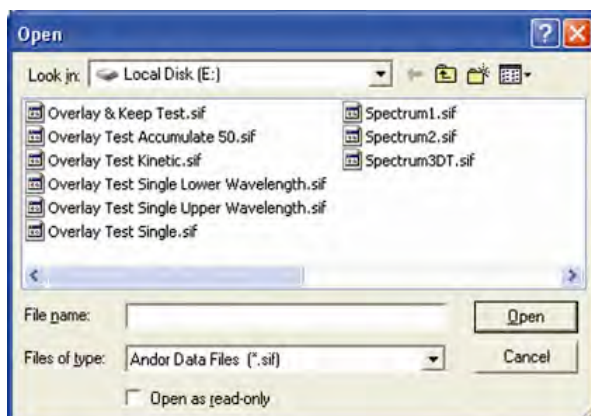 Open
Look in: Local Disk (E:)
Overlay & Keep Test.sif
Overlay Test Accumulate 50.sif
Overlay Test Kinetic.sif
Overlay Test Single Lower Wavelength.sif
Overlay Test Single Upper Wavelength.sif
Overlay Test Single.sif
Spectrum1.sif
Spectrum2.sif
Spectrum3DT.sif
File name:
Open
Files of type: Andor Data Files (*.sif)
Cancel
Open as read-only